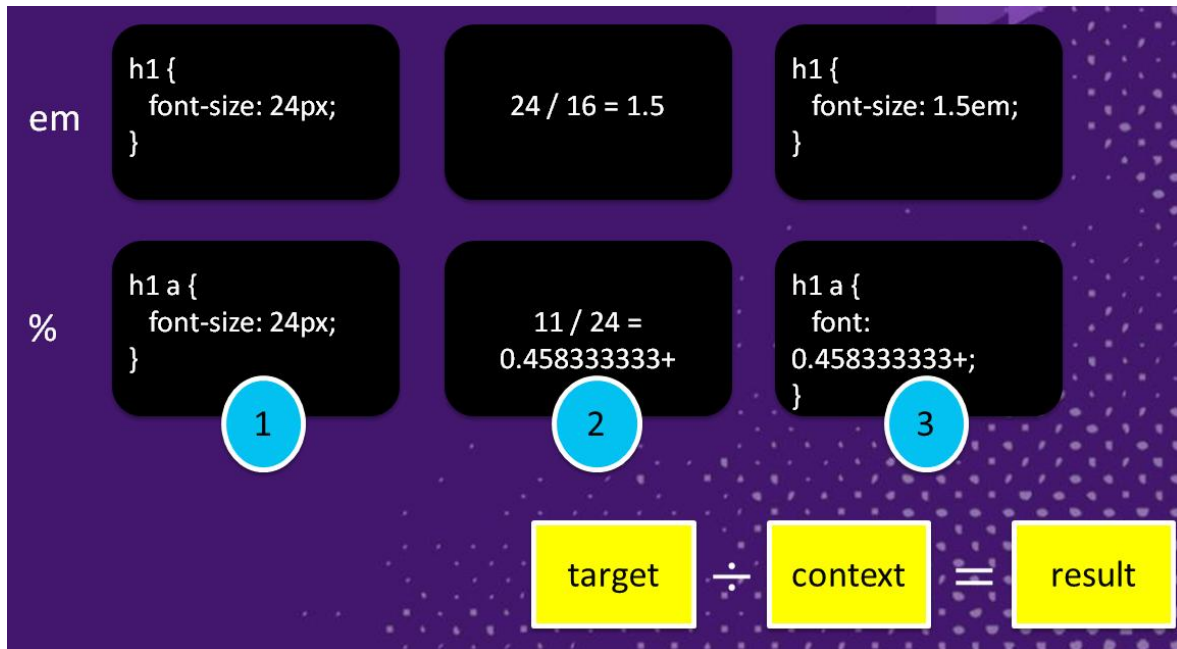 em
h1 {
font-size: 24px;
}
24 / 16 = 1.5
h1 {
font-size: 1.5em;
}
%
h1 a {
font-size: 24px;
}
11 / 24 =
0.458333333+
h1 a {
font:
0.458333333+;
}
1
2
3
target ÷ context = result